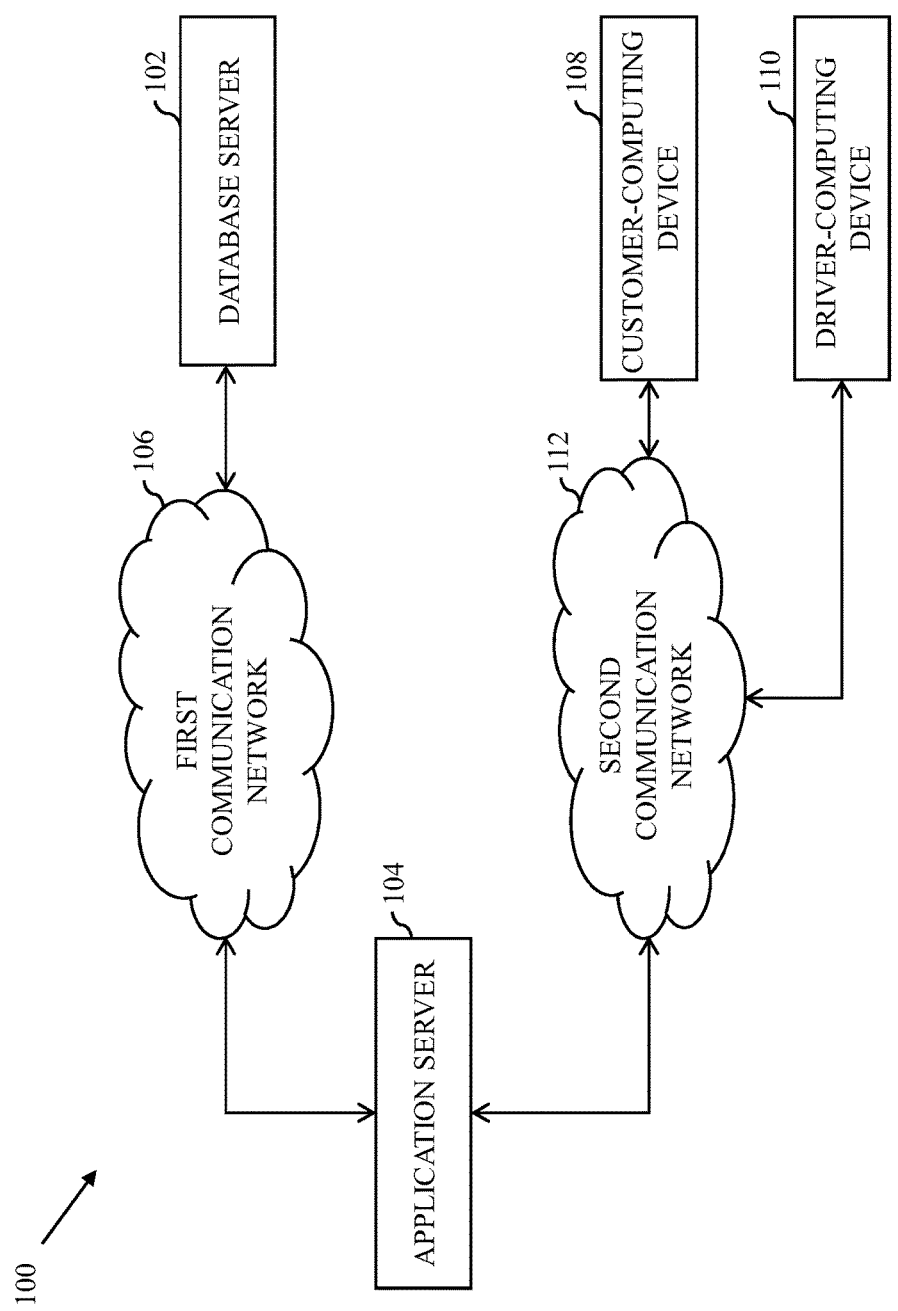 100
APPLICATION SERVER
104
FIRST
COMMUNICATION
NETWORK
106
DATABASE SERVER
102
SECOND
COMMUNICATION
NETWORK
112
CUSTOMER-COMPUTING
DEVICE
108
DRIVER-COMPUTING
DEVICE
110